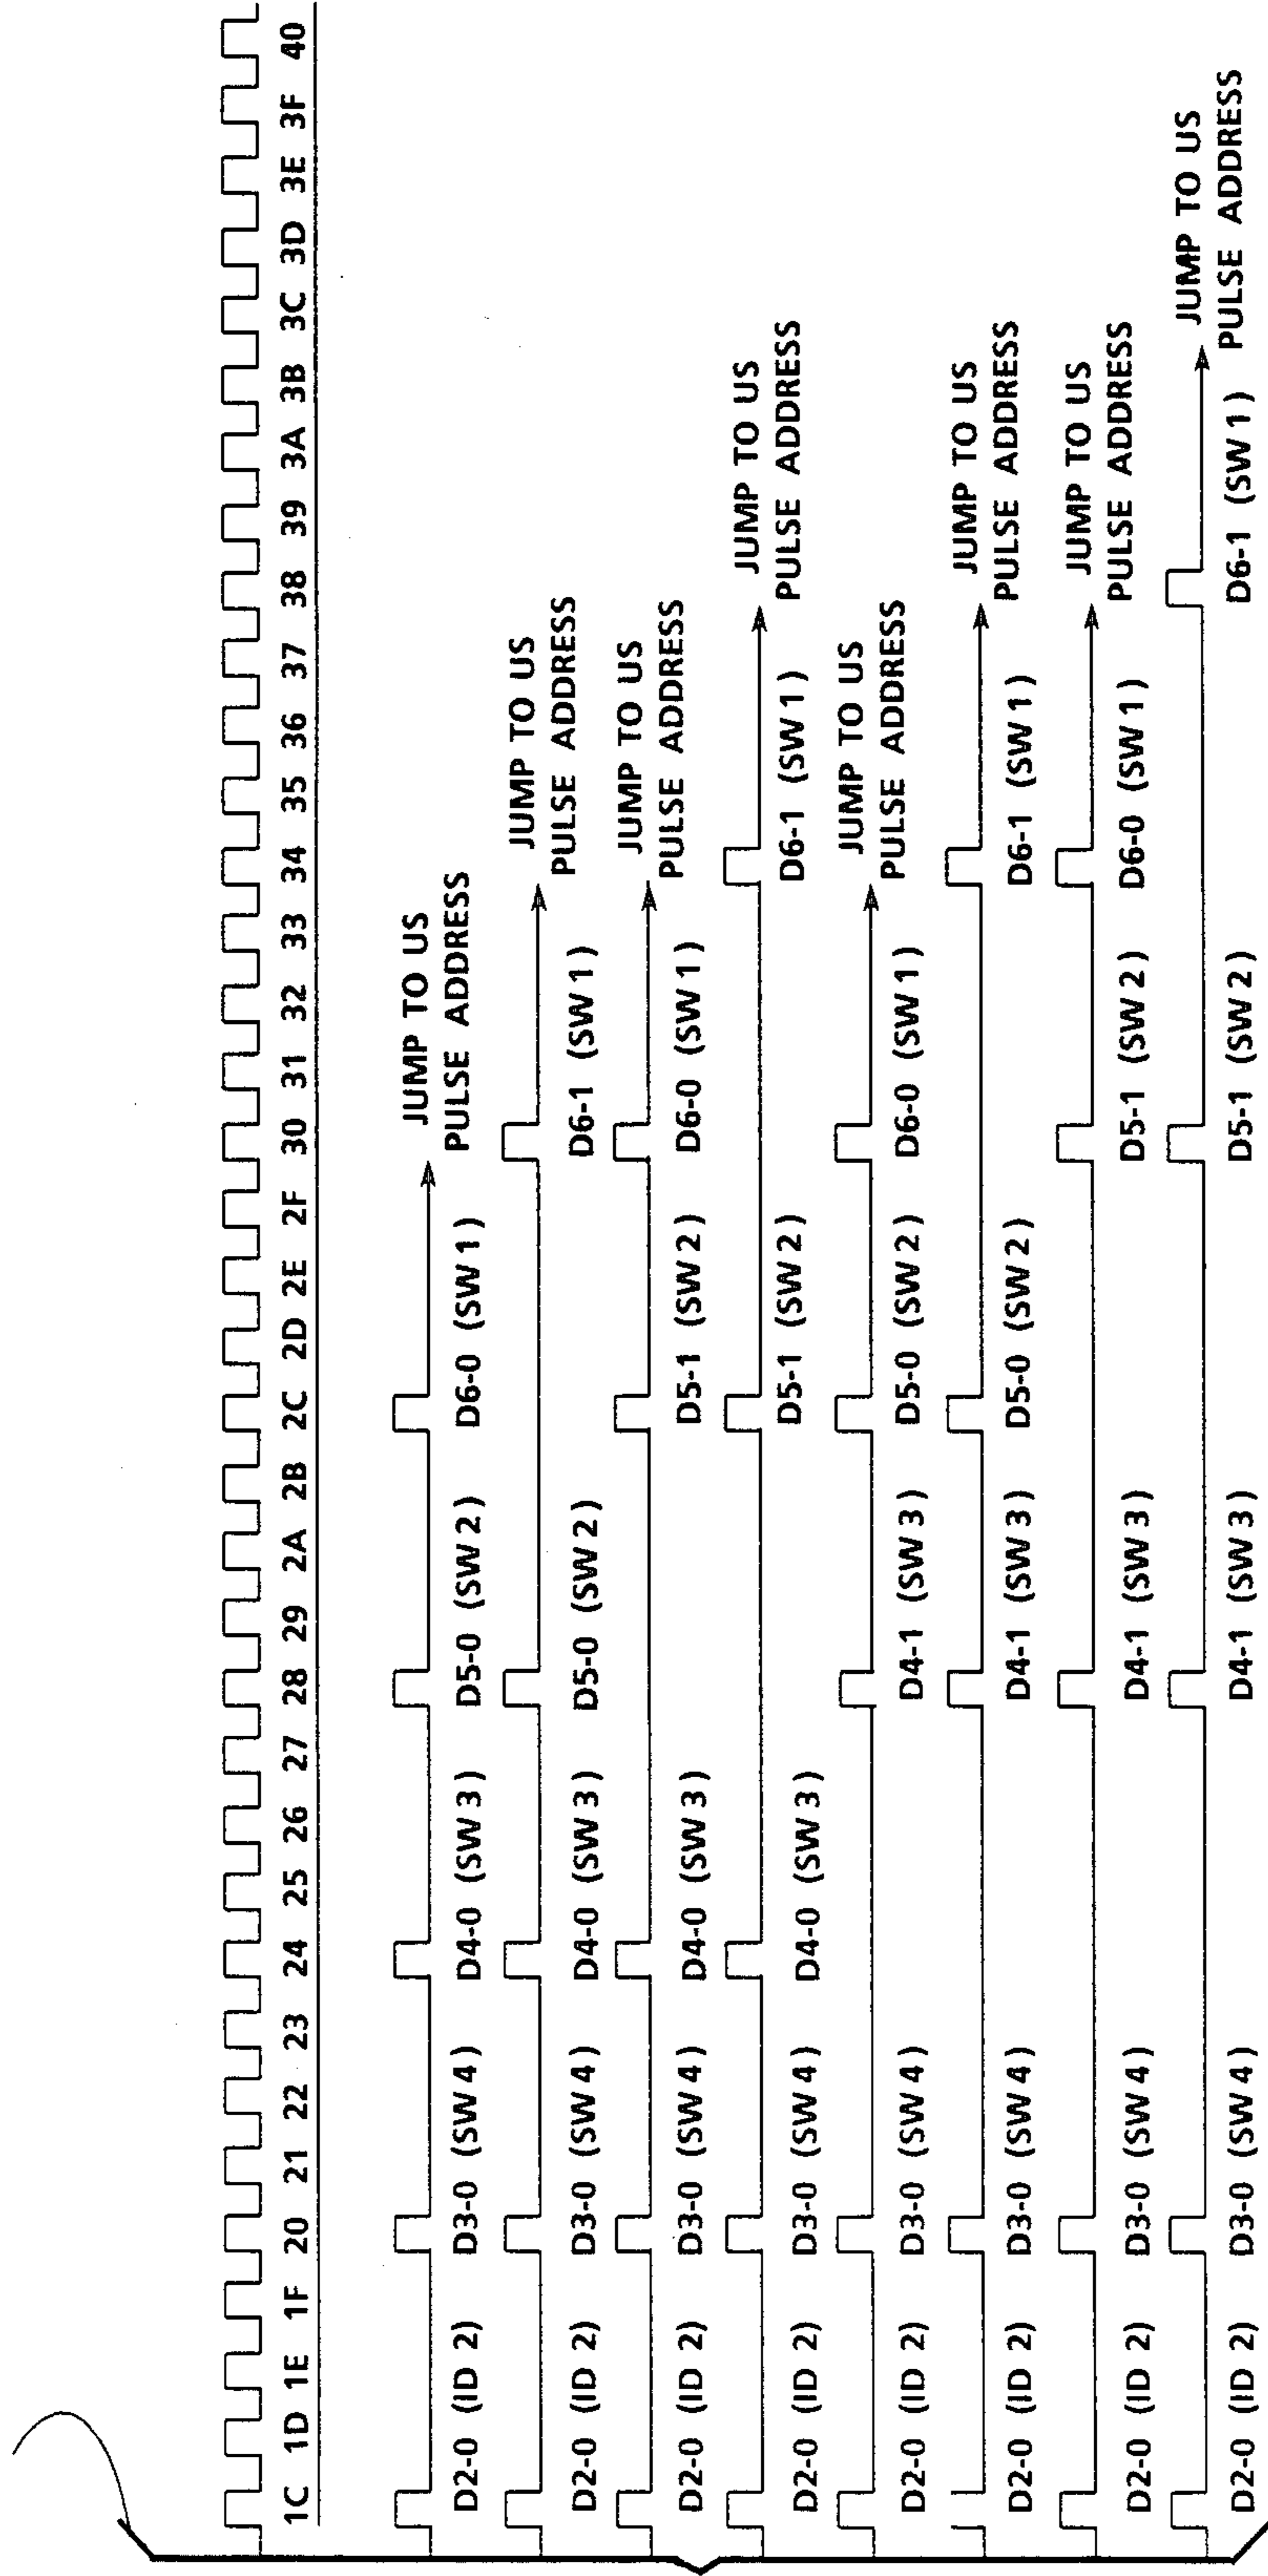 1C 1D 1E 1F 20 21 22 23 24 25 26 27 28 29 2A 2B 2C 2D 2E 2F 30 31 32 33 34 35 36 37 38 39 3A 3B 3C 3D 3E 3F 40
JUMP TO US
PULSE ADDRESS
D2-0 (ID 2) D3-0 (SW 4) D4-0 (SW 3) D5-0 (SW 2) D6-0 (SW 1)
JUMP TO US
PULSE ADDRESS
D2-0 (ID 2) D3-0 (SW 4) D4-0 (SW 3) D5-0 (SW 2) D6-1 (SW 1)
JUMP TO US
PULSE ADDRESS
D2-0 (ID 2) D3-0 (SW 4) D4-0 (SW 3) D5-1 (SW 2) D6-0 (SW 1)
JUMP TO US
PULSE ADDRESS
D2-0 (ID 2) D3-0 (SW 4) D4-0 (SW 3) D5-1 (SW 2) D6-1 (SW 1)
JUMP TO US
PULSE ADDRESS
D2-0 (ID 2) D3-0 (SW 4) D4-1 (SW 3) D5-0 (SW 2) D6-0 (SW 1)
JUMP TO US
PULSE ADDRESS
D2-0 (ID 2) D3-0 (SW 4) D4-1 (SW 3) D5-0 (SW 2) D6-1 (SW 1)
JUMP TO US
PULSE ADDRESS
D2-0 (ID 2) D3-0 (SW 4) D4-1 (SW 3) D5-1 (SW 2) D6-0 (SW 1)
JUMP TO US
PULSE ADDRESS
D2-0 (ID 2) D3-0 (SW 4) D4-1 (SW 3) D5-1 (SW 2) D6-1 (SW 1)